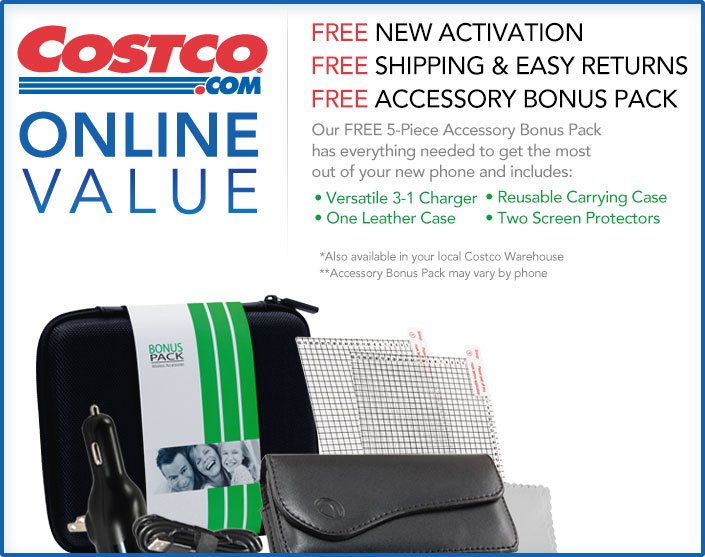 COSTCO
.COM
ONLINE
VALUE
FREE NEW ACTIVATION
FREE SHIPPING & EASY RETURNS
FREE ACCESSORY BONUS PACK
Our FREE 5-Piece Accessory Bonus Pack
has everything needed to get the most
out of your new phone and includes:
• Versatile 3-1 Charger • Reusable Carrying Case
• One Leather Case • Two Screen Protectors
*Also available in your local Costco Warehouse
**Accessory Bonus Pack may vary by phone
BONUS
PACK
Wireless Accessories